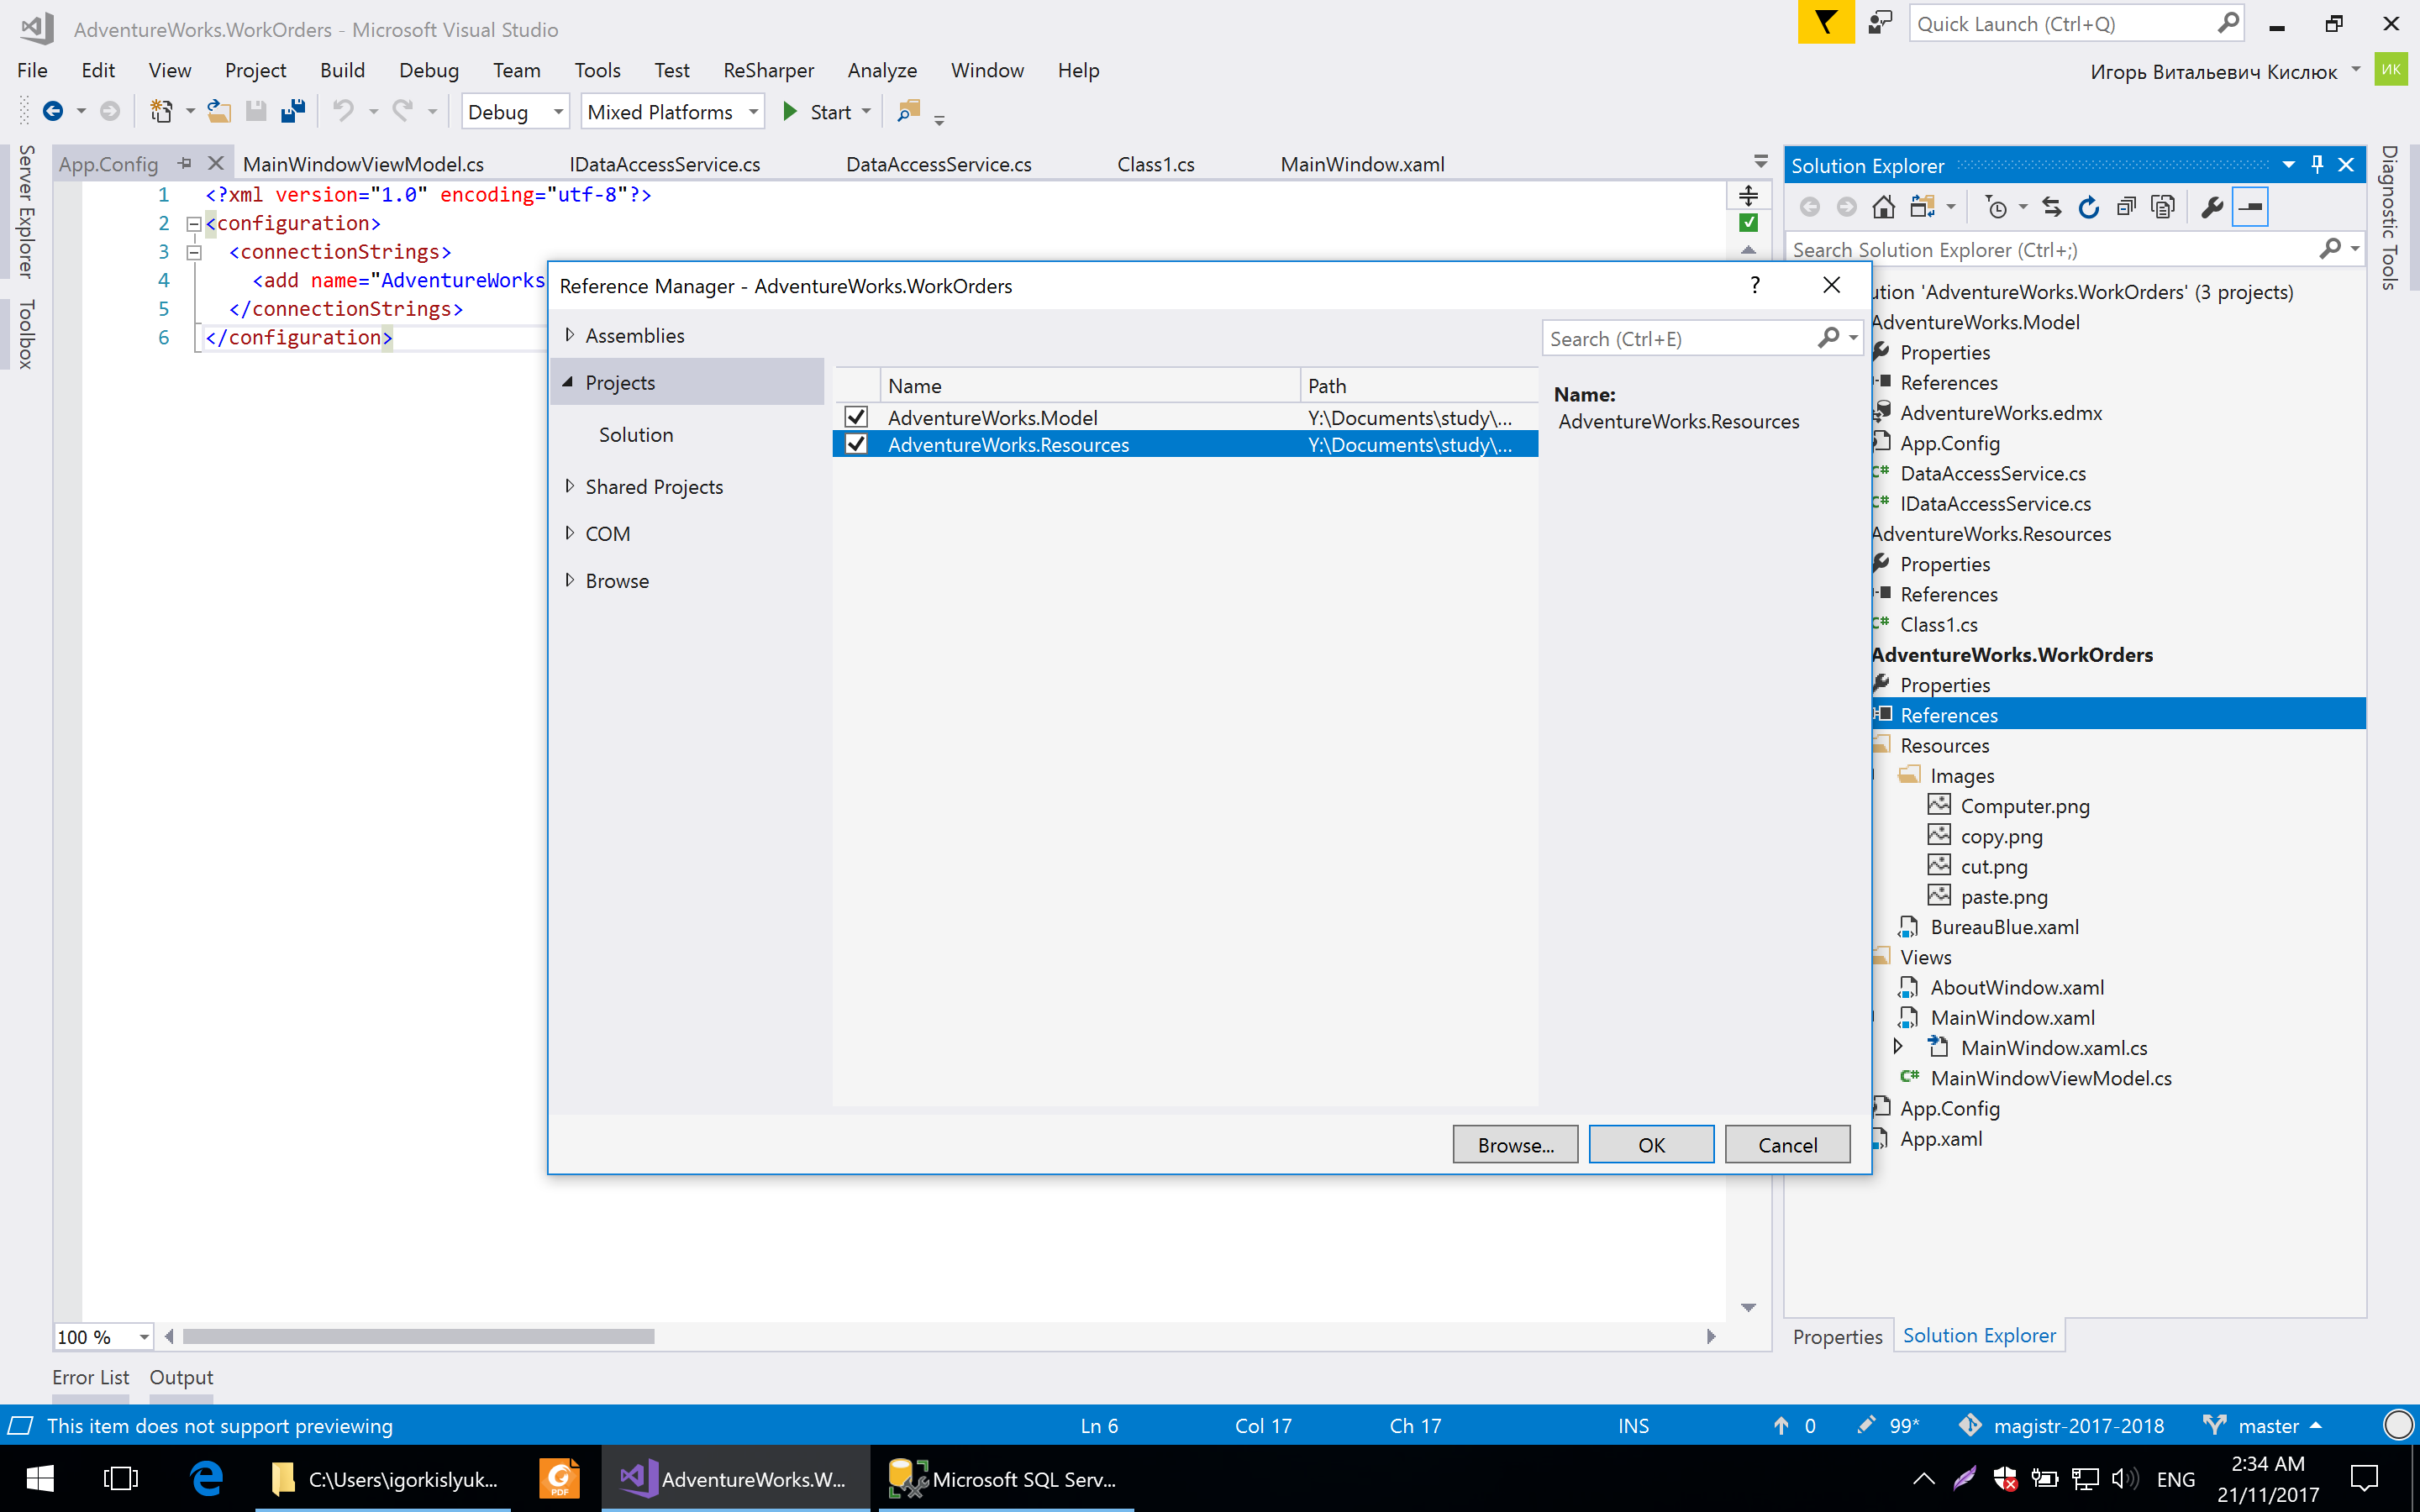 AdventureWorks.WorkOrders - Microsoft Visual Studio
Quick Launch (Ctrl+Q)
File Edit View Project Build Debug Team Tools Test ReSharper Analyze Window Help
Игорь Витальевич Кислюк
ИК
Debug Mixed Platforms Start
Server Explorer
Toolbox
App.Config MainWindowViewModel.cs IDataAccessService.cs DataAccessService.cs Class1.cs MainWindow.xaml
1 <?xml version="1.0" encoding="utf-8"?>
2 <configuration>
3 <connectionStrings>
4 <add name="AdventureWorks
5 </connectionStrings>
6 </configuration>
Reference Manager - AdventureWorks.WorkOrders
?
Assemblies
Projects
Solution
Shared Projects
COM
Browse
Name Path
AdventureWorks.Model Y:\Documents\study\...
AdventureWorks.Resources Y:\Documents\study\...
Search (Ctrl+E)
Name:
AdventureWorks.Resources
Browse... OK Cancel
Solution Explorer
Search Solution Explorer (Ctrl+;)
ution 'AdventureWorks.WorkOrders' (3 projects)
AdventureWorks.Model
Properties
References
AdventureWorks.edmx
App.Config
C# DataAccessService.cs
C# IDataAccessService.cs
AdventureWorks.Resources
Properties
References
C# Class1.cs
AdventureWorks.WorkOrders
Properties
References
Resources
Images
Computer.png
copy.png
cut.png
paste.png
BureauBlue.xaml
Views
AboutWindow.xaml
MainWindow.xaml
MainWindow.xaml.cs
C# MainWindowViewModel.cs
App.Config
App.xaml
Diagnostic Tools
100 %
Properties Solution Explorer
Error List Output
This item does not support previewing Ln 6 Col 17 Ch 17 INS 0 99* magistr-2017-2018 master
C:\Users\igorkislyuk... PDF AdventureWorks.W... Microsoft SQL Serv... ENG
2:34 AM
21/11/2017